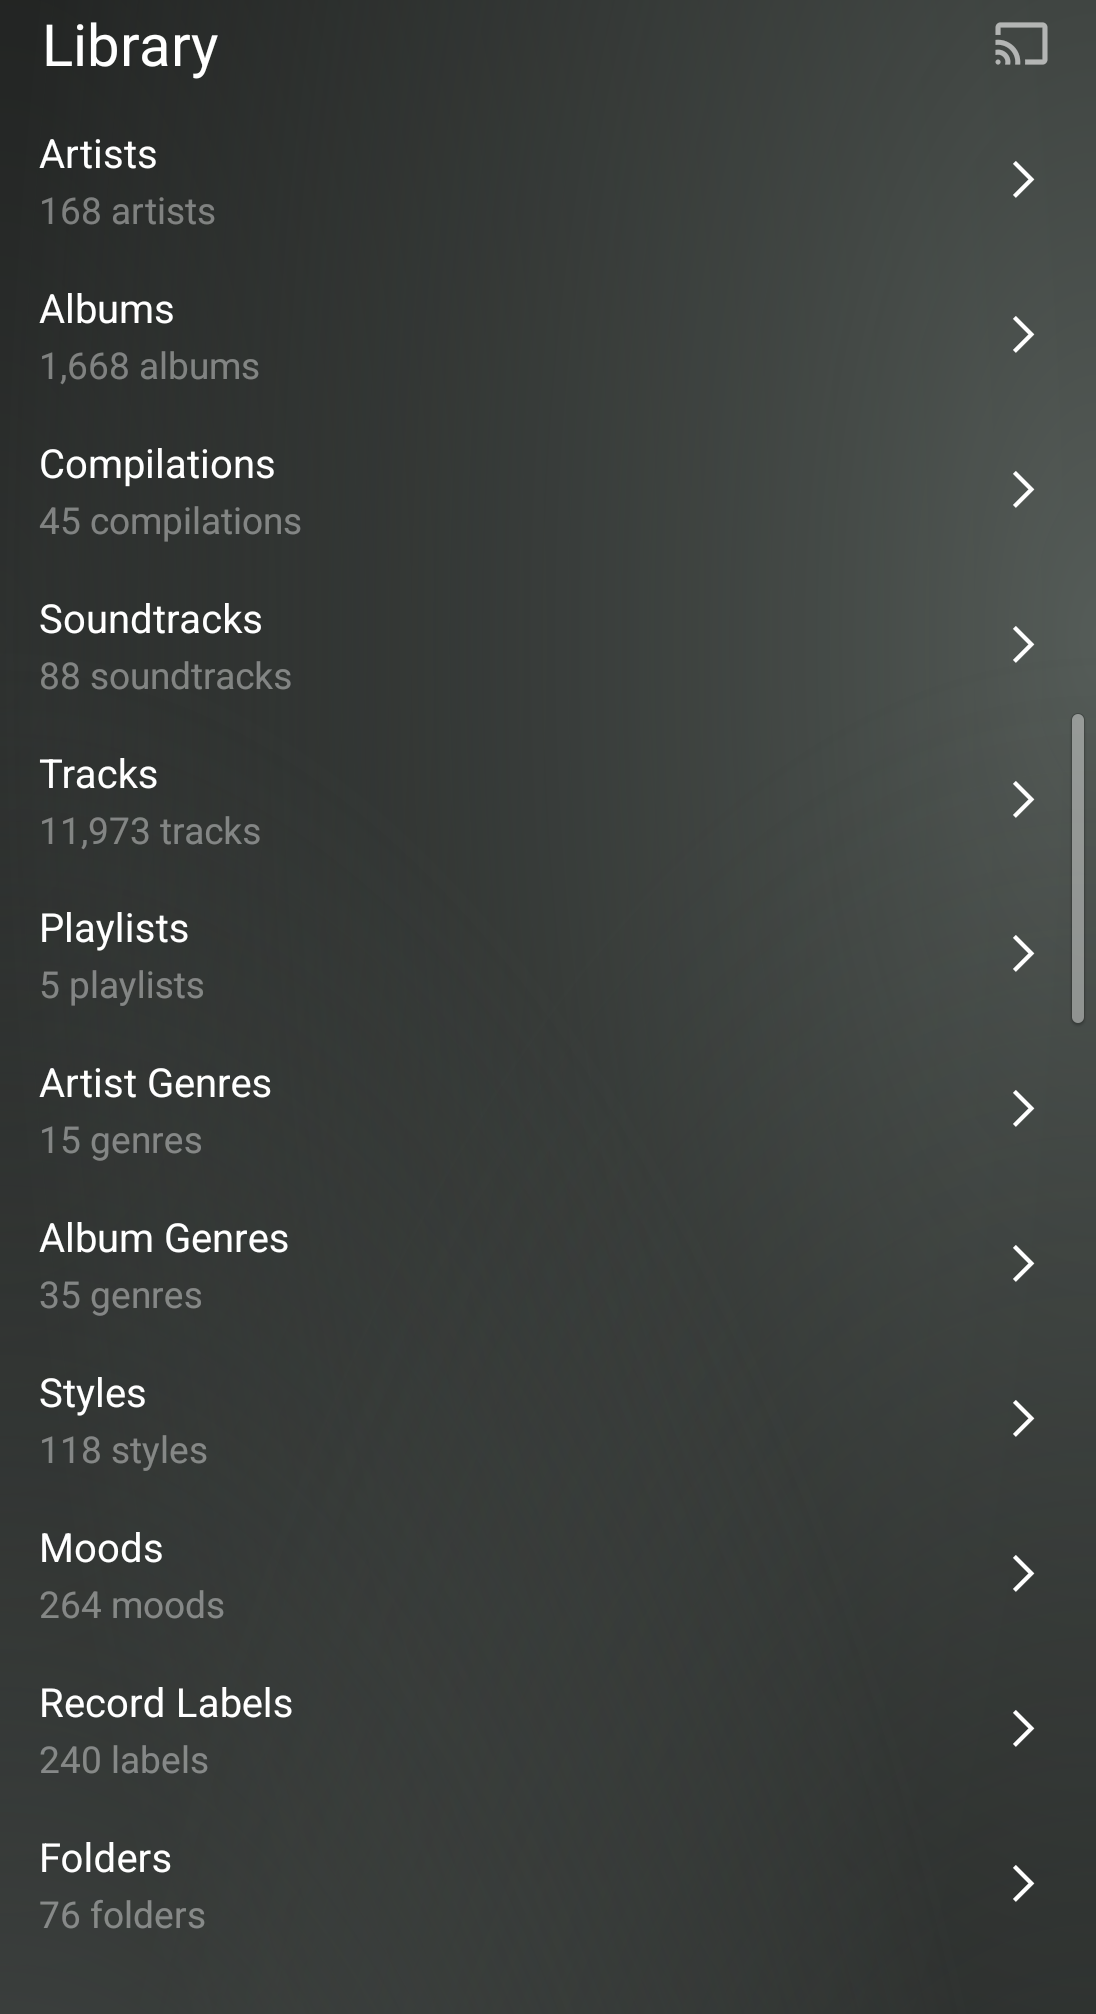 Library
Artists
168 artists
Albums
1,668 albums
Compilations
45 compilations
Soundtracks
88 soundtracks
Tracks
11,973 tracks
Playlists
5 playlists
Artist Genres
15 genres
Album Genres
35 genres
Styles
118 styles
Moods
264 moods
Record Labels
240 labels
Folders
76 folders